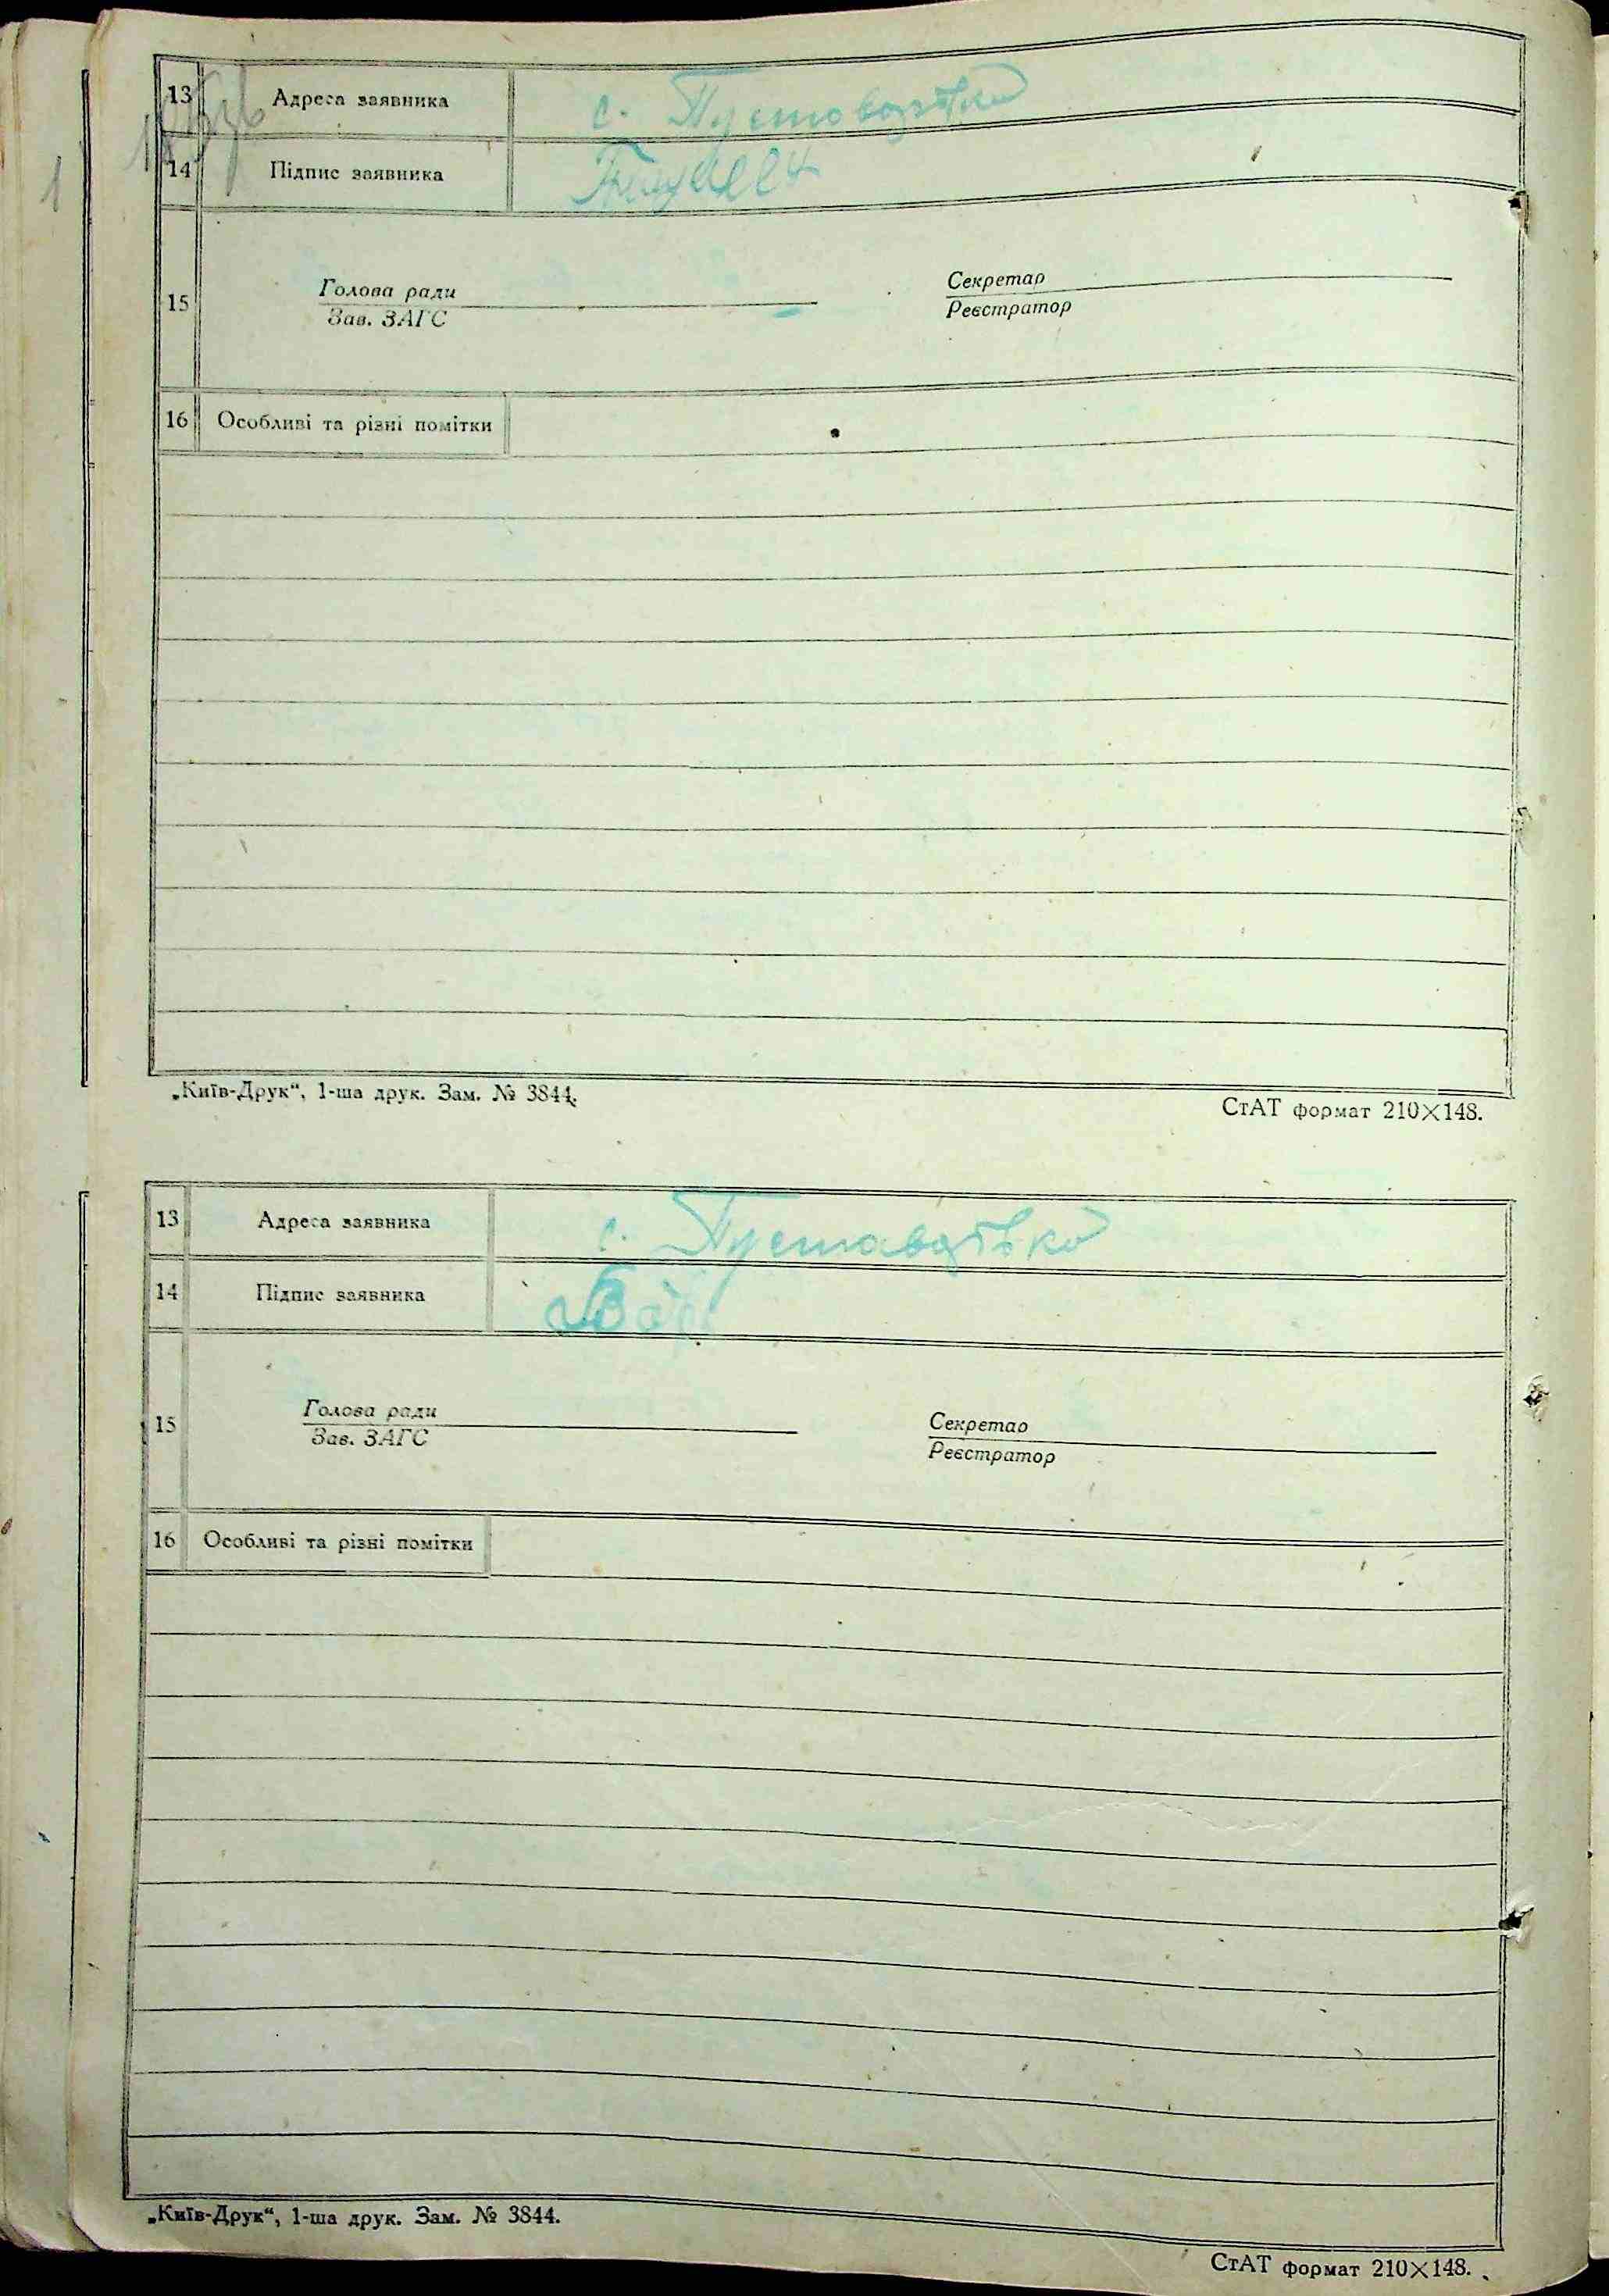 13 Адреса заявника с. Пустоварівка
14 Підпис заявника
15 Голова ради Секретар
Зав. ЗАГС Реєстратор
16 Особливі та різні помітки
„Київ-Друк“, 1-ша друк. Зам. № 3844.
СтАТ формат 210×148.
13 Адреса заявника с.
14 Підпис заявника
15 Голова ради Секретар
Зав. ЗАГС Реєстратор
16 Особливі та різні помітки
„Київ-Друк“, 1-ша друк. Зам. № 3844.
СтАТ формат 210×148.